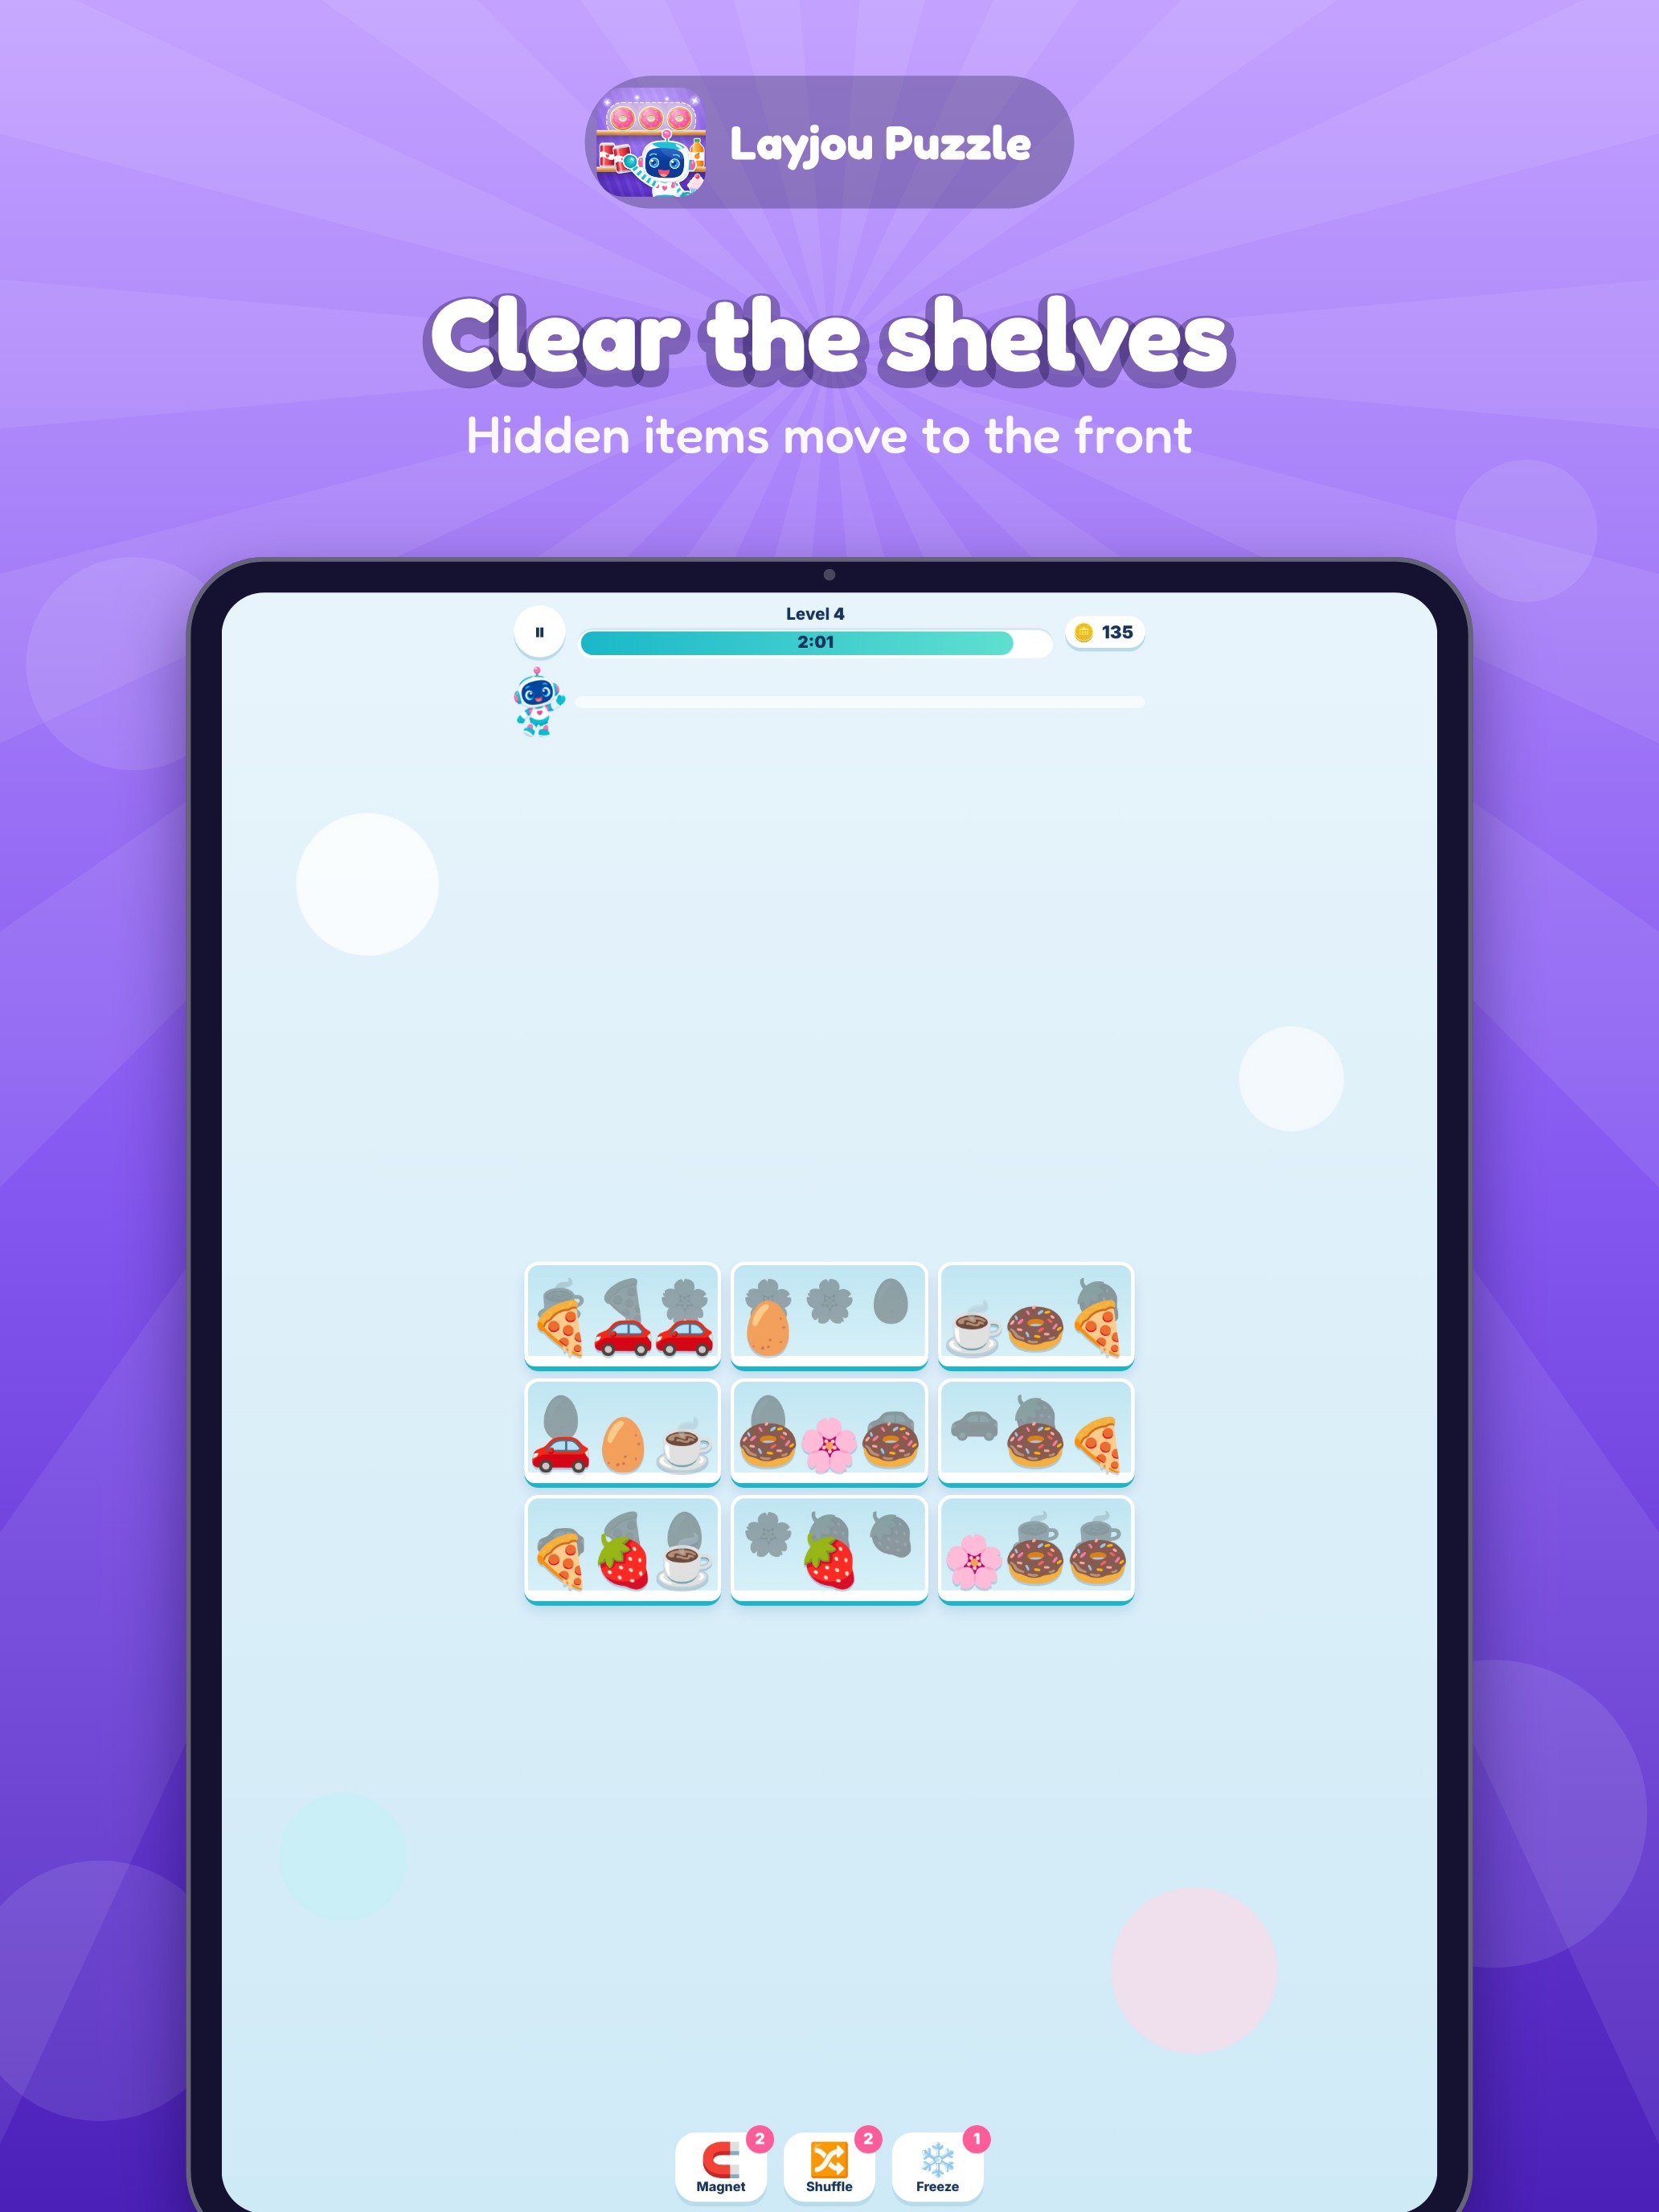 Layjou Puzzle
Clear the shelves
Hidden items move to the front
Level 4
2:01
135
2
2
1
Magnet
Shuffle
Freeze